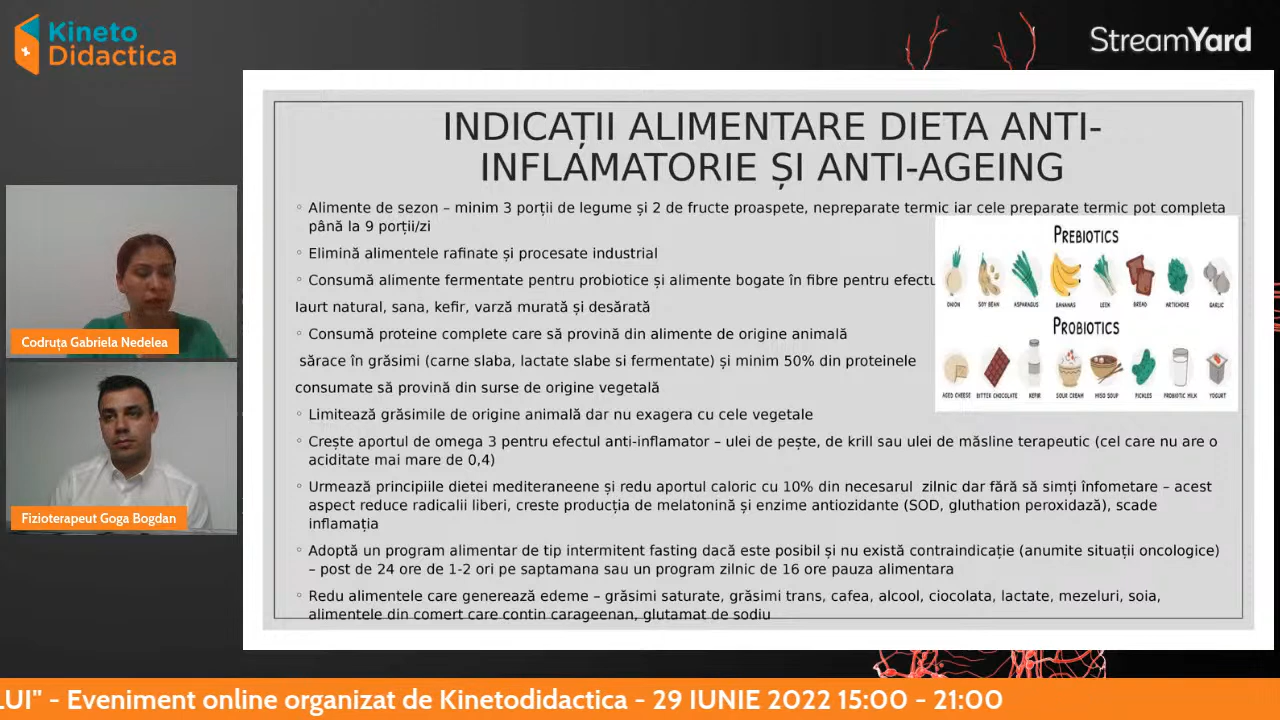 Kineto
Didactica
StreamYard
INDICAȚII ALIMENTARE DIETA ANTI-
INFLAMATORIE ȘI ANTI-AGEING
◦ Alimente de sezon – minim 3 porții de legume și 2 de fructe proaspete, nepreparate termic iar cele preparate termic pot completa
până la 9 porții/zi
◦ Elimină alimentele rafinate și procesate industrial
◦ Consumă alimente fermentate pentru probiotice și alimente bogate în fibre pentru efectu
Iaurt natural, sana, kefir, varză murată și desărată
◦ Consumă proteine complete care să provină din alimente de origine animală
sărace în grăsimi (carne slaba, lactate slabe si fermentate) și minim 50% din proteinele
consumate să provină din surse de origine vegetală
◦ Limitează grăsimile de origine animală dar nu exagera cu cele vegetale
◦ Crește aportul de omega 3 pentru efectul anti-inflamator – ulei de pește, de krill sau ulei de măsline terapeutic (cel care nu are o
aciditate mai mare de 0,4)
◦ Urmează principiile dietei mediteraneene și redu aportul caloric cu 10% din necesarul zilnic dar fără să simți înfometare – acest
aspect reduce radicalii liberi, creste producția de melatonină și enzime antiozidante (SOD, gluthation peroxidază), scade
inflamația
◦ Adoptă un program alimentar de tip intermitent fasting dacă este posibil și nu există contraindicație (anumite situații oncologice)
– post de 24 ore de 1-2 ori pe saptamana sau un program zilnic de 16 ore pauza alimentara
◦ Redu alimentele care generează edeme – grăsimi saturate, grăsimi trans, cafea, alcool, ciocolata, lactate, mezeluri, soia,
alimentele din comert care contin carageenan, glutamat de sodiu
PREBIOTICS
ONION SOY BEAN ASPARAGUS BANANAS LEEK BREAD ARTICHOKE GARLIC
PROBIOTICS
AGED CHEESE BITTER CHOCOLATE KEFIR SOUR CREAM MISO SOUP PICKLES PROBIOTIC MILK YOGURT
Codruța Gabriela Nedelea
Fizioterapeut Goga Bogdan
LUI" - Eveniment online organizat de Kinetodidactica - 29 IUNIE 2022 15:00 - 21:00